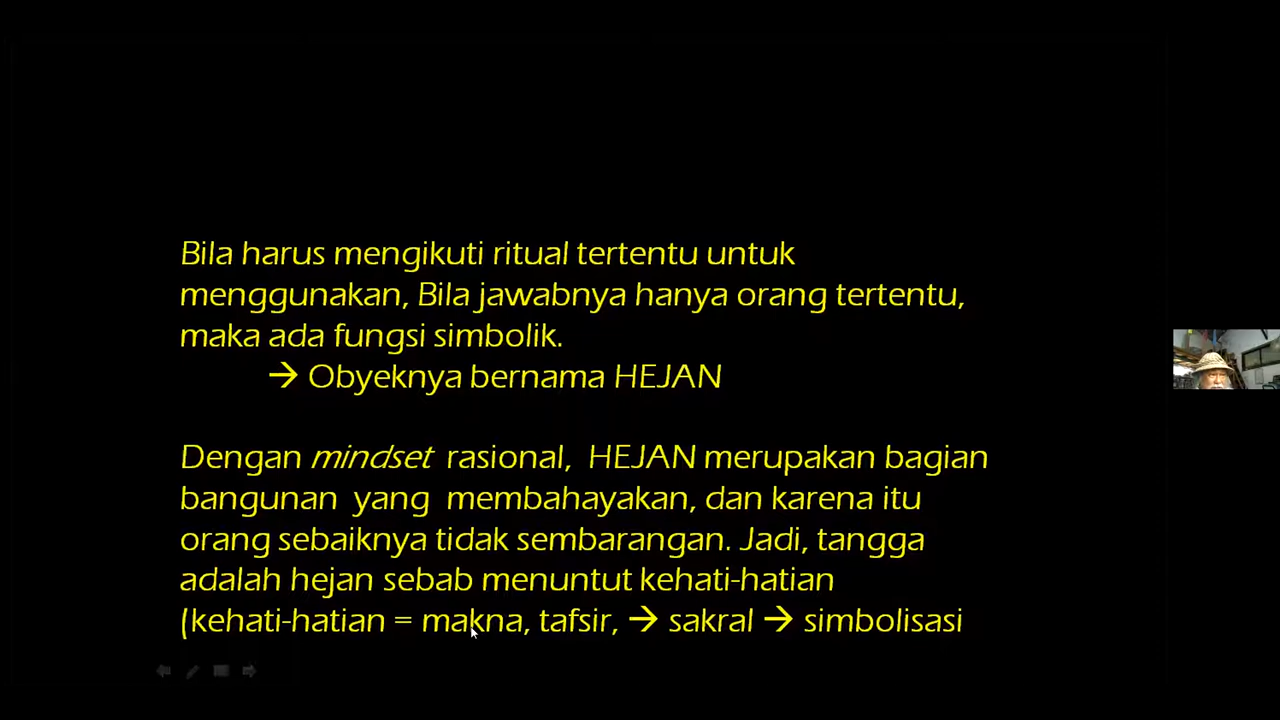 Bila harus mengikuti ritual tertentu untuk
menggunakan, Bila jawabnya hanya orang tertentu,
maka ada fungsi simbolik.
→ Obyeknya bernama HEJAN
Dengan mindset rasional, HEJAN merupakan bagian
bangunan yang membahayakan, dan karena itu
orang sebaiknya tidak sembarangan. Jadi, tangga
adalah hejan sebab menuntut kehati-hatian
(kehati-hatian = makna, tafsir, → sakral → simbolisasi